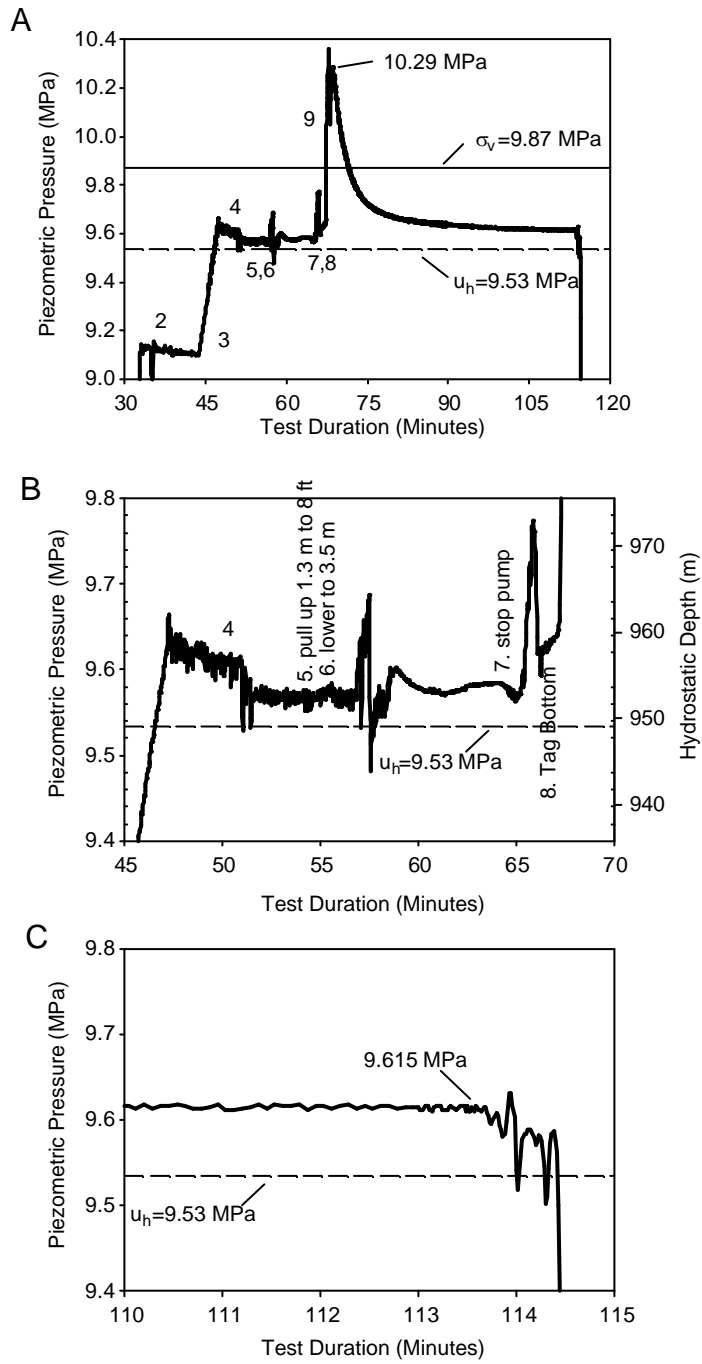 A
Piezometric Pressure (MPa)
10.4
10.2
10.0
9.8
9.6
9.4
9.2
9.0
10.29 MPa
9
σv=9.87 MPa
4
5,6
7,8
uh=9.53 MPa
2
3
30
45
60
75
90
105
120
Test Duration (Minutes)
B
Piezometric Pressure (MPa)
9.8
9.7
9.6
9.5
9.4
4
5. pull up 1.3 m to 8 ft
6. lower to 3.5 m
7. stop pump
8. Tag Bottom
uh=9.53 MPa
970
960
950
940
Hydrostatic Depth (m)
45
50
55
60
65
70
Test Duration (Minutes)
C
Piezometric Pressure (MPa)
9.8
9.7
9.6
9.5
9.4
9.615 MPa
uh=9.53 MPa
110
111
112
113
114
115
Test Duration (Minutes)